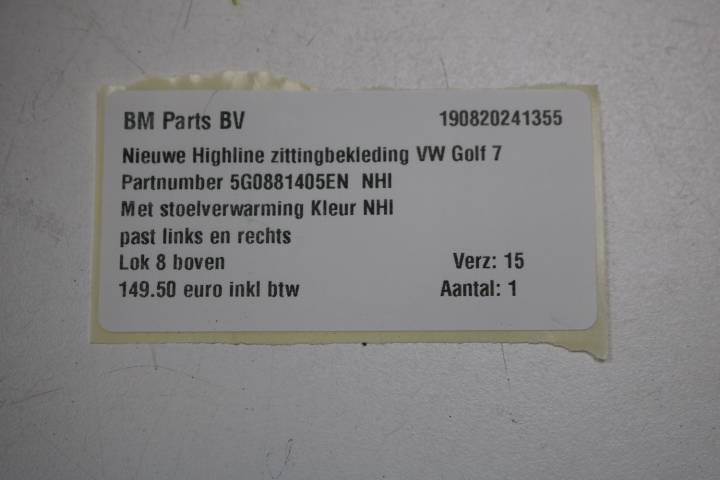 BM Parts BV 190820241355
Nieuwe Highline zittingbekleding VW Golf 7
Partnumber 5G0881405EN NHI
Met stoelverwarming Kleur NHI
past links en rechts
Lok 8 boven Verz: 15
149.50 euro inkl btw Aantal: 1